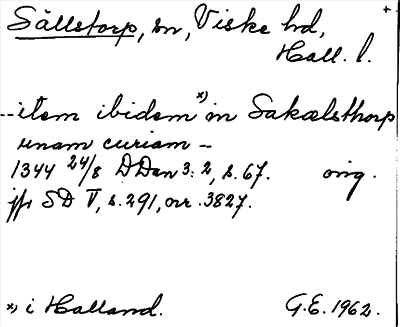 Sällstorp, sn, Viske hd, +
Hall. l.
-- item ibidem x) in Sakælsthorp
unam curiam --
1344 24/8 DDan 3:2, s. 67. orig.
jfr SD V, s. 291, nr. 3827.
x) i Halland. G.E. 1962.